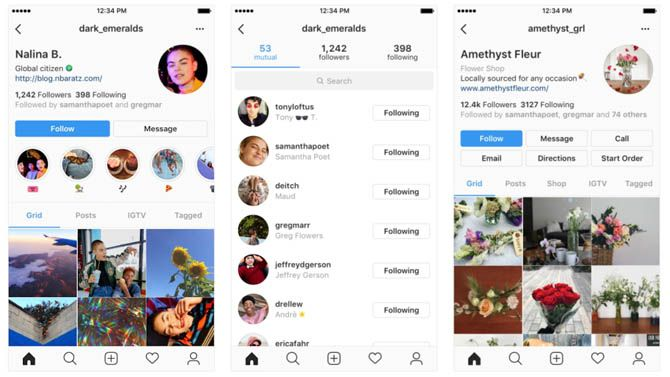 12:34 PM
dark_emeralds
Nalina B.
Global citizen
http://blog.nbaratz.com/
1,242 Followers 398 Following
Followed by samanthapoet and gregmar
Follow
Message
Grid
Posts
IGTV
Tagged
12:34 PM
dark_emeralds
53
1,242
398
mutual
followers
following
Search
tonyloftus
Tony 🕶️ T.
Following
samanthapoet
Samantha Poet
Following
deitch
Maud
Following
gregmarr
Greg Flowers
Following
jeffreydgerson
Jeffrey Gerson
Following
drellew
Andrè
Following
ericafahr
12:34 PM
amethyst_grl
Amethyst Fleur
Flower Shop
Locally sourced for any occasion
www.amethystfleur.com/
12.4k Followers 3127 Following
Followed by samanthapoet, gregmar and 74 others
Follow
Message
Call
Email
Directions
Start Order
Grid
Posts
Shop
IGTV
Tagged